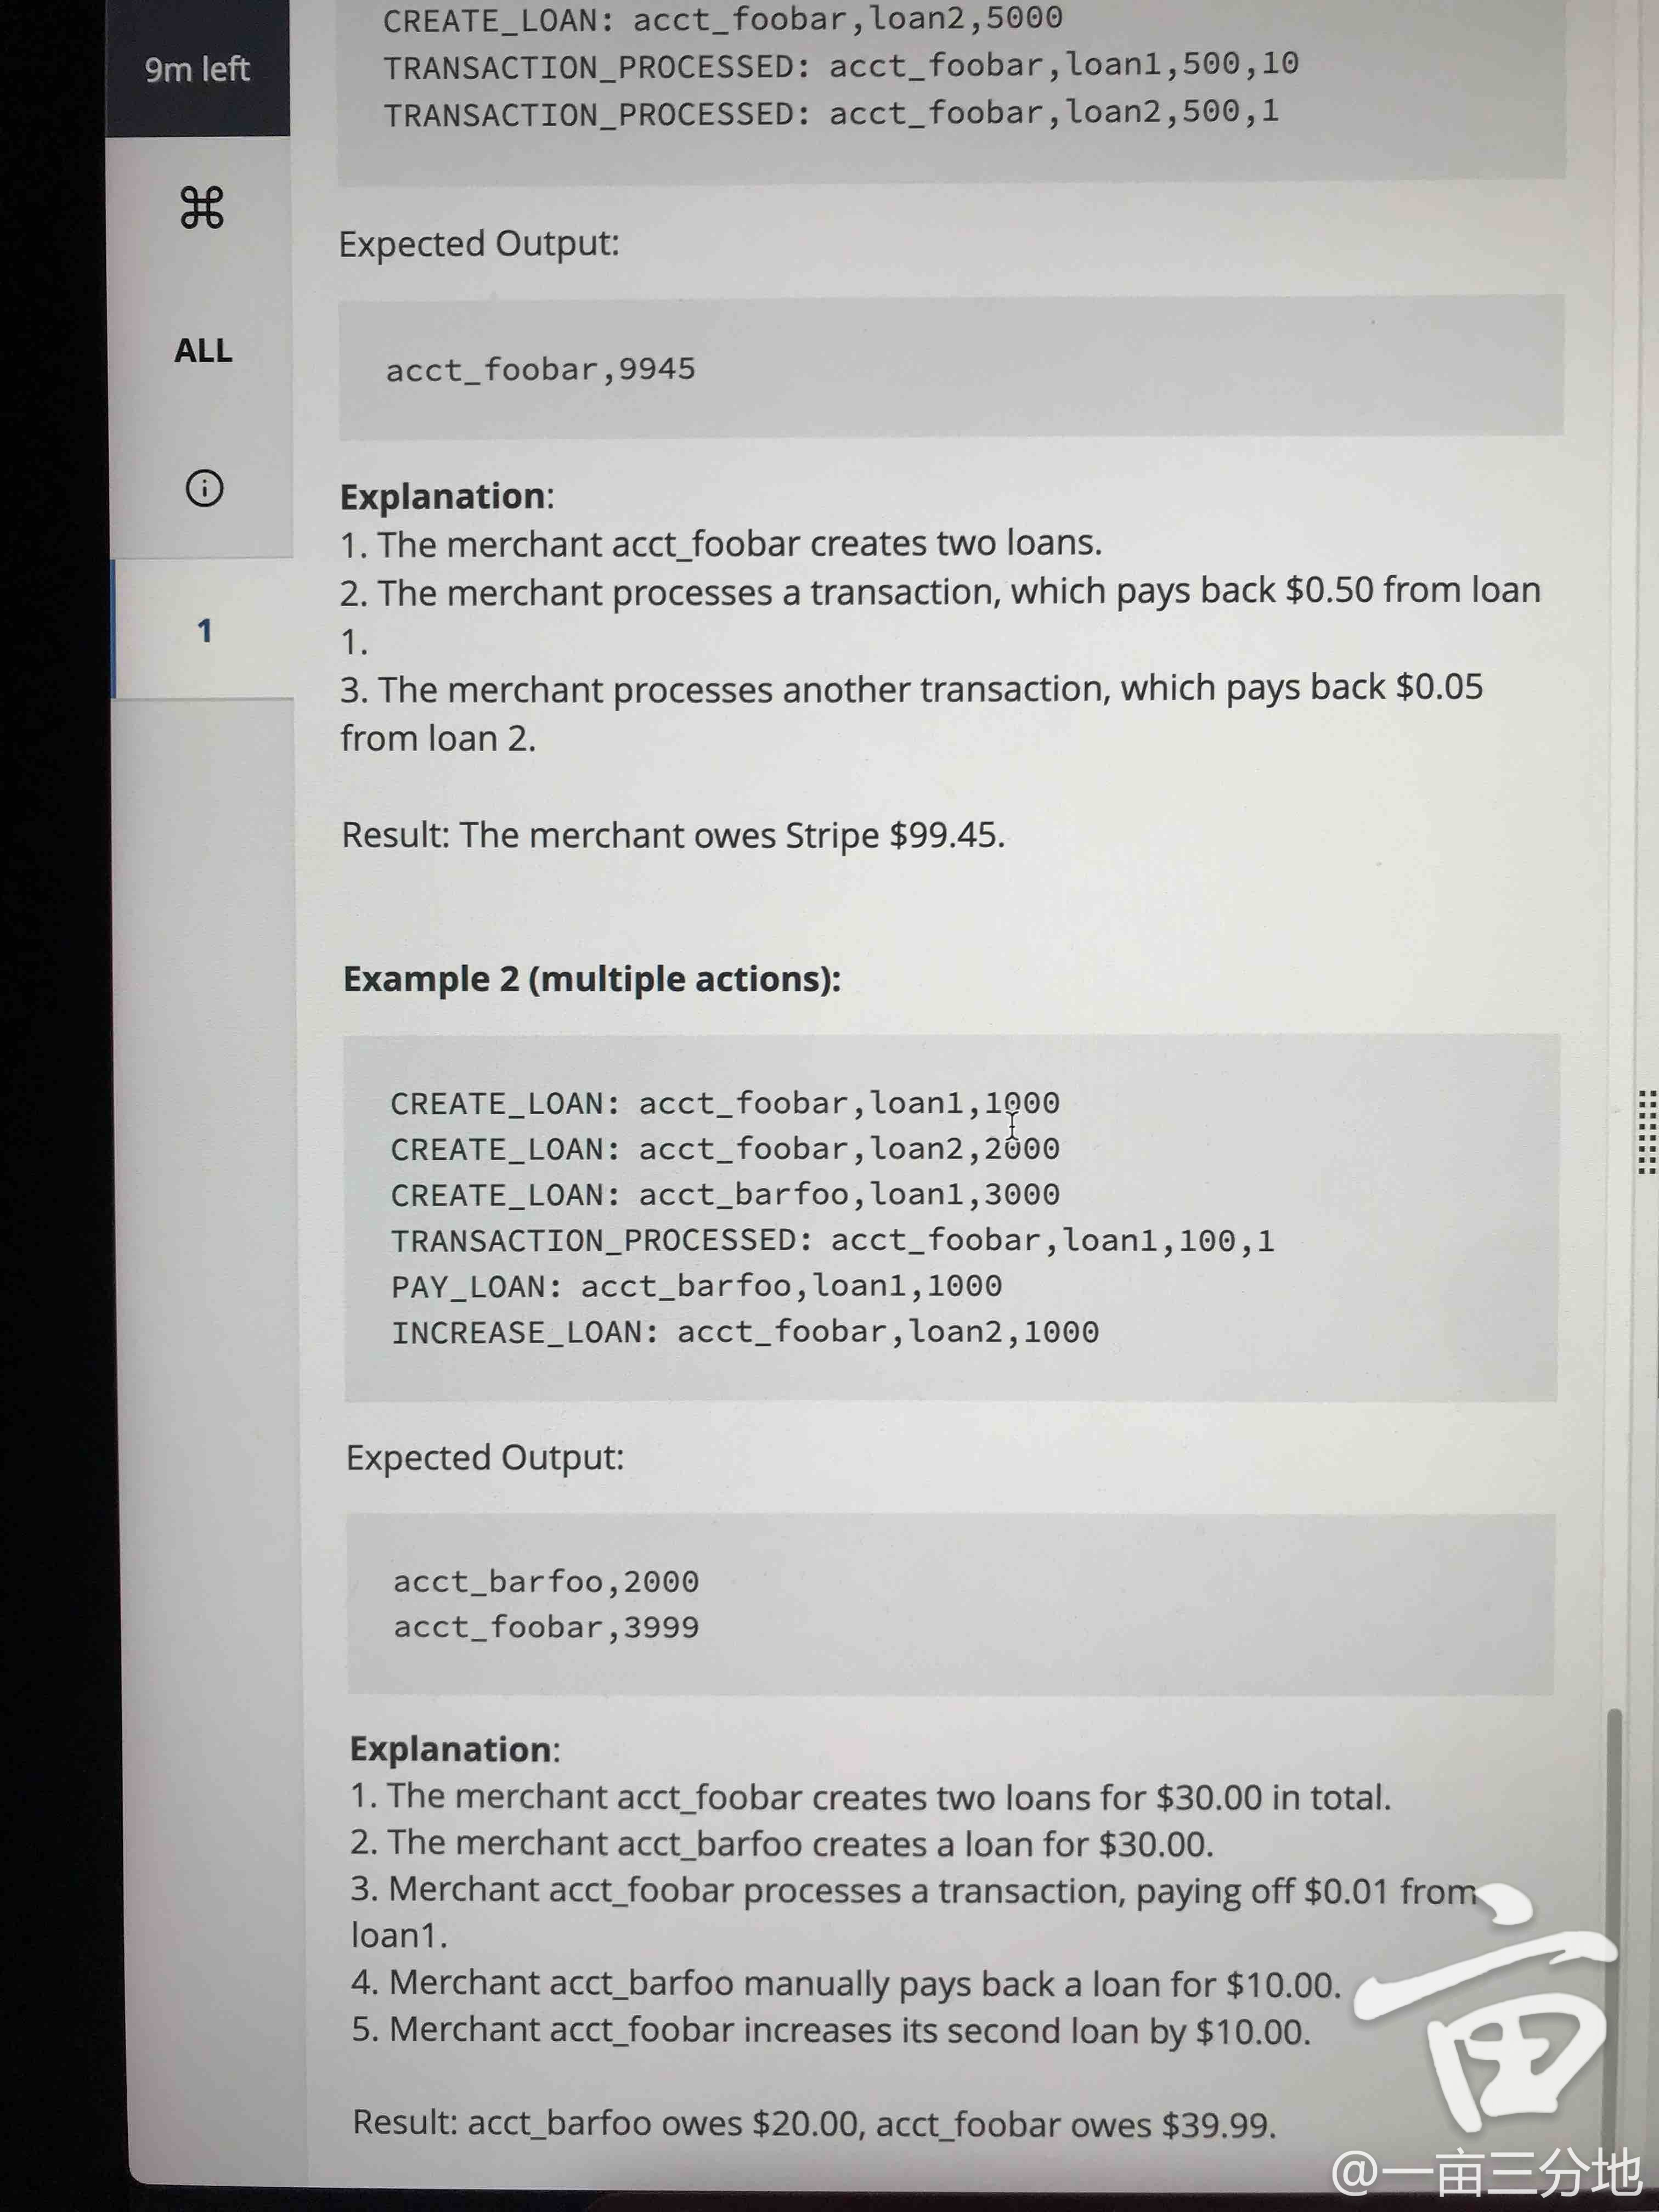 CREATE_LOAN: acct_foobar,loan2,5000
TRANSACTION_PROCESSED: acct_foobar,loan1,500,10
TRANSACTION_PROCESSED: acct_foobar,loan2,500,1
9m left
ALL
1
Expected Output:
acct_foobar,9945
Explanation:
1. The merchant acct_foobar creates two loans.
2. The merchant processes a transaction, which pays back $0.50 from loan
1.
3. The merchant processes another transaction, which pays back $0.05
from loan 2.
Result: The merchant owes Stripe $99.45.
Example 2 (multiple actions):
CREATE_LOAN: acct_foobar,loan1,1000
CREATE_LOAN: acct_foobar,loan2,2000
CREATE_LOAN: acct_barfoo,loan1,3000
TRANSACTION_PROCESSED: acct_foobar,loan1,100,1
PAY_LOAN: acct_barfoo,loan1,1000
INCREASE_LOAN: acct_foobar,loan2,1000
Expected Output:
acct_barfoo,2000
acct_foobar,3999
Explanation:
1. The merchant acct_foobar creates two loans for $30.00 in total.
2. The merchant acct_barfoo creates a loan for $30.00.
3. Merchant acct_foobar processes a transaction, paying off $0.01 from
loan1.
4. Merchant acct_barfoo manually pays back a loan for $10.00.
5. Merchant acct_foobar increases its second loan by $10.00.
Result: acct_barfoo owes $20.00, acct_foobar owes $39.99.
亩
@一亩三分地